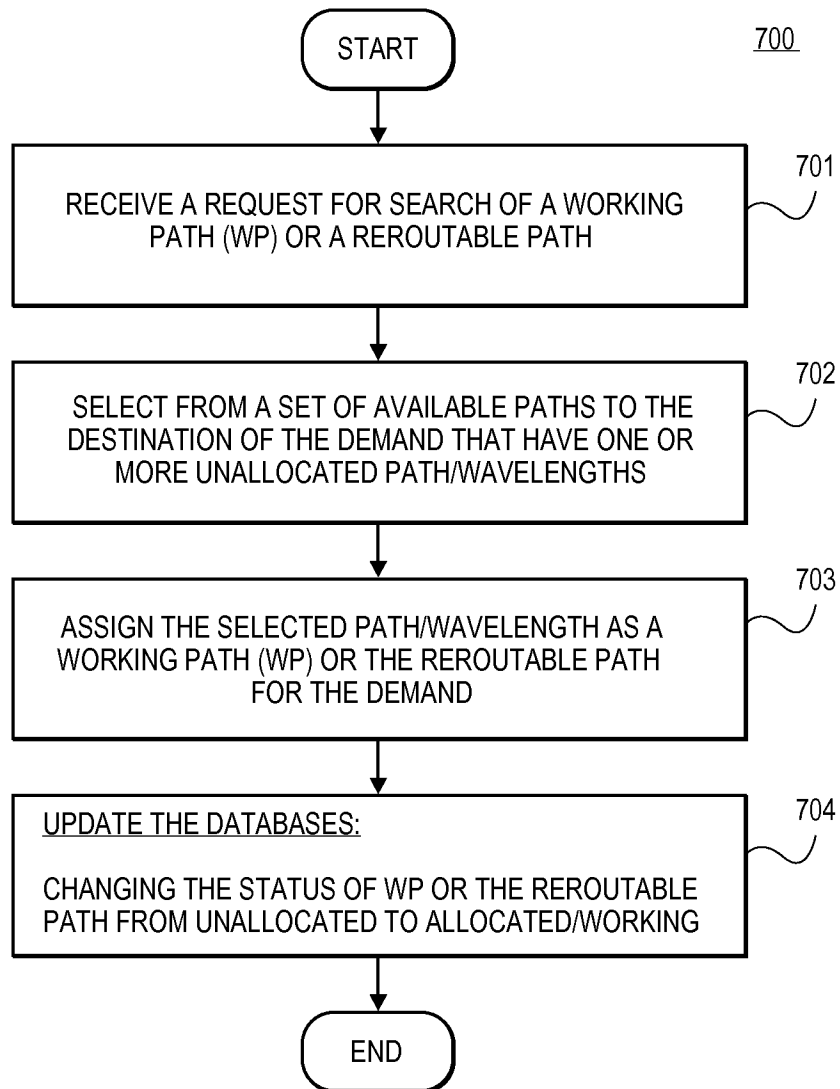 START
700
701
RECEIVE A REQUEST FOR SEARCH OF A WORKING
PATH (WP) OR A REROUTABLE PATH
702
SELECT FROM A SET OF AVAILABLE PATHS TO THE
DESTINATION OF THE DEMAND THAT HAVE ONE OR
MORE UNALLOCATED PATH/WAVELENGTHS
703
ASSIGN THE SELECTED PATH/WAVELENGTH AS A
WORKING PATH (WP) OR THE REROUTABLE PATH
FOR THE DEMAND
704
UPDATE THE DATABASES:
CHANGING THE STATUS OF WP OR THE REROUTABLE
PATH FROM UNALLOCATED TO ALLOCATED/WORKING
END